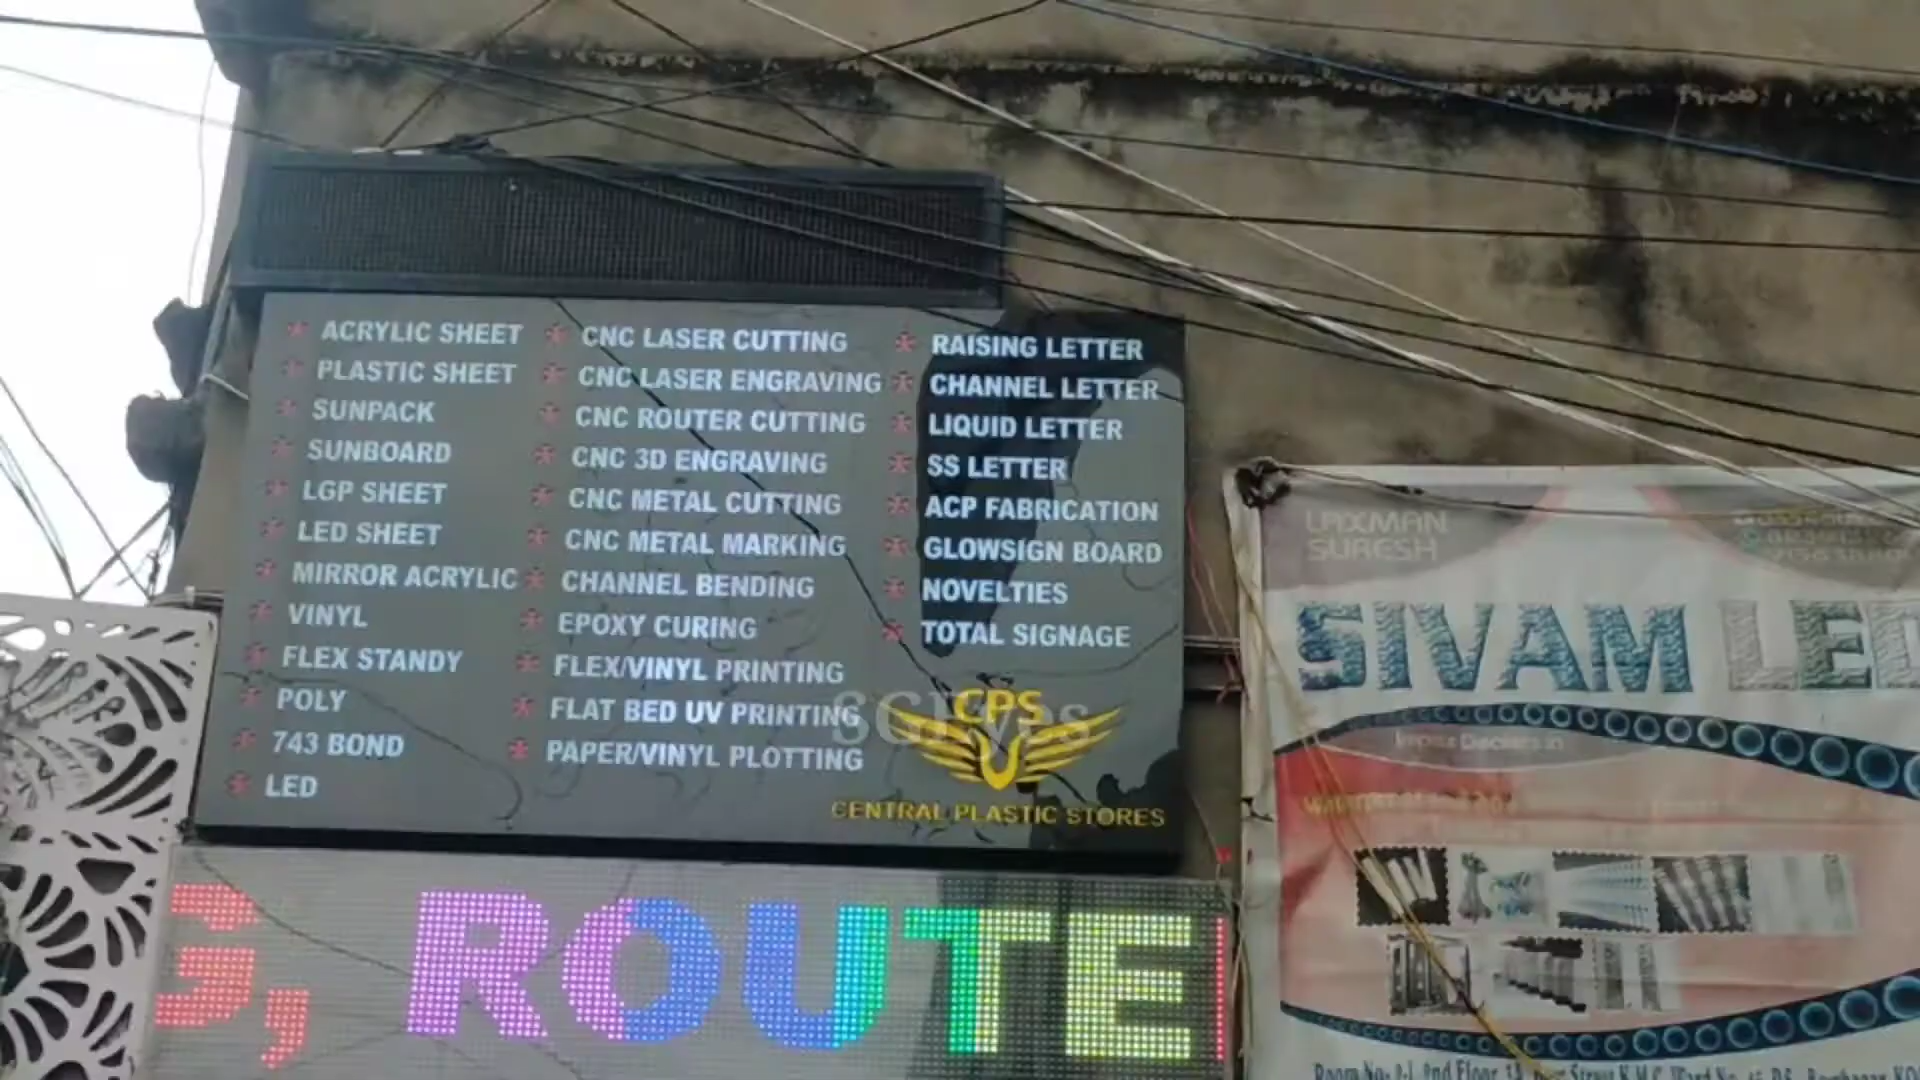 * ACRYLIC SHEET
* PLASTIC SHEET
* SUNPACK
* SUNBOARD
* LGP SHEET
* LED SHEET
* MIRROR ACRYLIC
* VINYL
* FLEX STANDY
* POLY
* 743 BOND
* LED
* CNC LASER CUTTING
* CNC LASER ENGRAVING
* CNC ROUTER CUTTING
* CNC 3D ENGRAVING
* CNC METAL CUTTING
* CNC METAL MARKING
* CHANNEL BENDING
* EPOXY CURING
* FLEX/VINYL PRINTING
* FLAT BED UV PRINTING
* PAPER/VINYL PLOTTING
* RAISING LETTER
* CHANNEL LETTER
* LIQUID LETTER
* SS LETTER
* ACP FABRICATION
* GLOWSIGN BOARD
* NOVELTIES
* TOTAL SIGNAGE
CPS
CENTRAL PLASTIC STORES
G, ROUTE
LAXMAN
SURESH
SIVAM LED